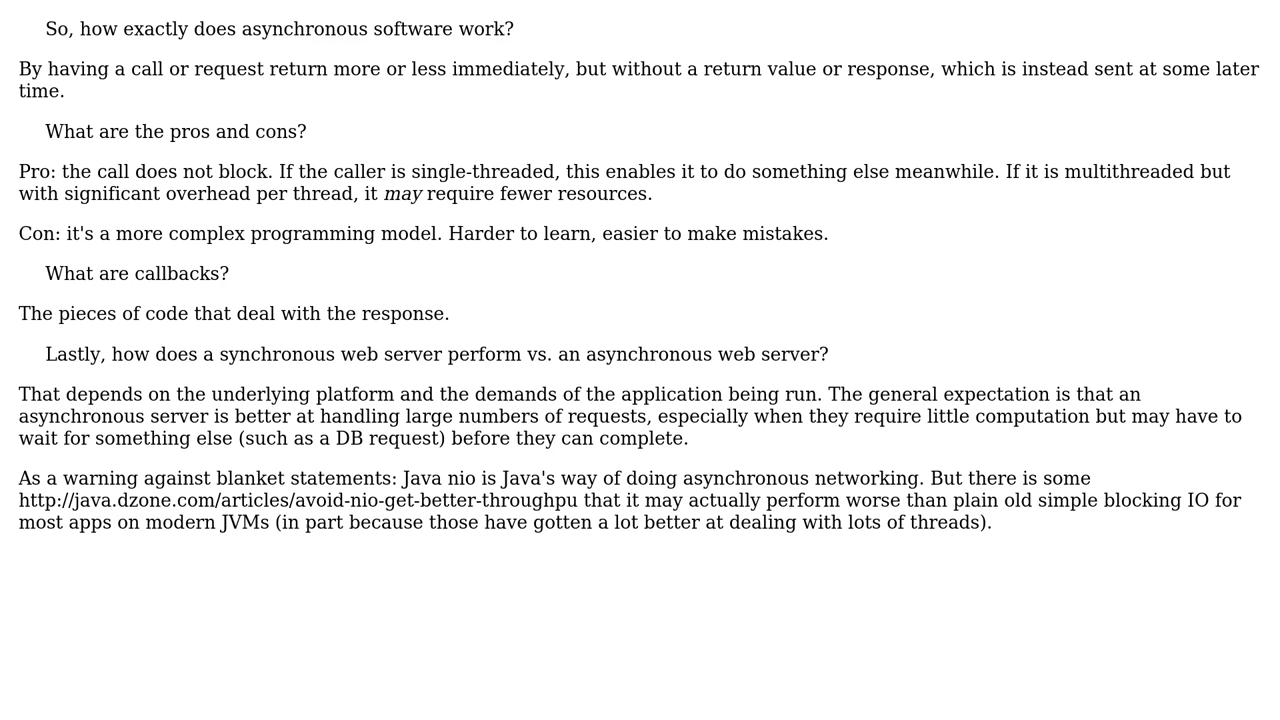 So, how exactly does asynchronous software work?
By having a call or request return more or less immediately, but without a return value or response, which is instead sent at some later
time.
What are the pros and cons?
Pro: the call does not block. If the caller is single-threaded, this enables it to do something else meanwhile. If it is multithreaded but
with significant overhead per thread, it may require fewer resources.
Con: it's a more complex programming model. Harder to learn, easier to make mistakes.
What are callbacks?
The pieces of code that deal with the response.
Lastly, how does a synchronous web server perform vs. an asynchronous web server?
That depends on the underlying platform and the demands of the application being run. The general expectation is that an
asynchronous server is better at handling large numbers of requests, especially when they require little computation but may have to
wait for something else (such as a DB request) before they can complete.
As a warning against blanket statements: Java nio is Java's way of doing asynchronous networking. But there is some
http://java.dzone.com/articles/avoid-nio-get-better-throughpu that it may actually perform worse than plain old simple blocking IO for
most apps on modern JVMs (in part because those have gotten a lot better at dealing with lots of threads).